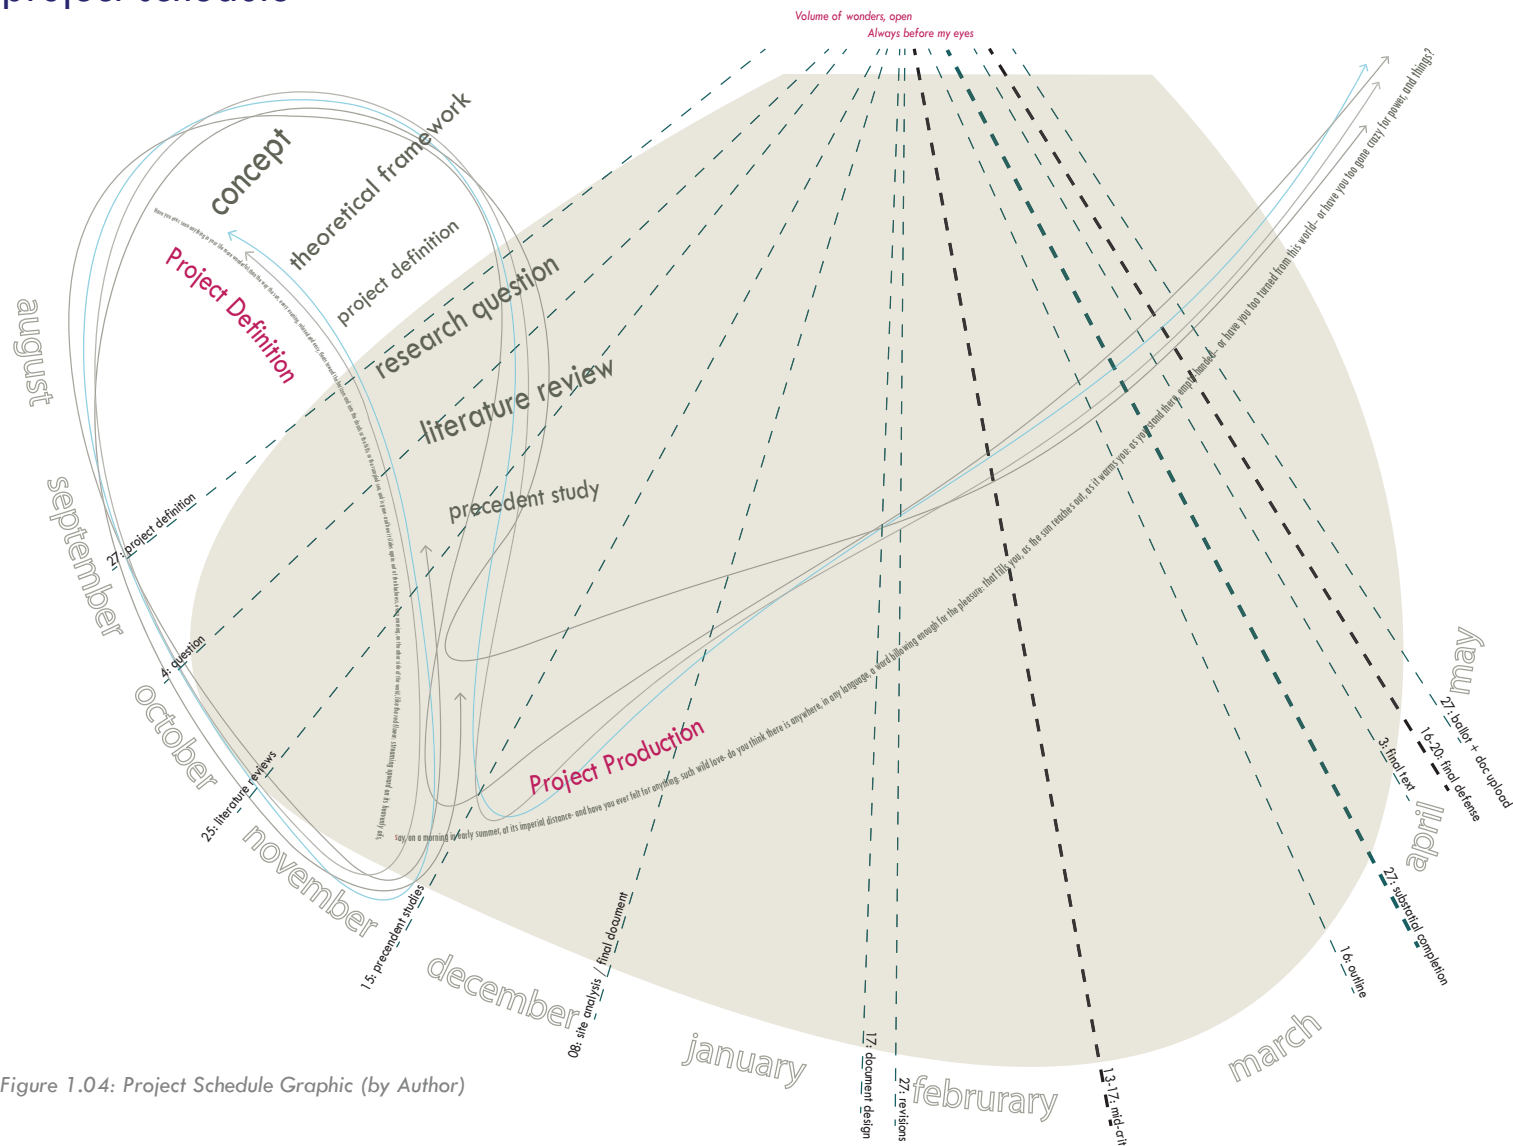 project schedule
Volume of wonders, open
Always before my eyes
concept
theoretical framework
project definition
research question
literature review
precedent study
Project Definition
Project Production
say, on a morning in early summer, at its imperial distance- and have you ever felt for anything such wild love- do you think there is anywhere, in any language, a word billowing enough for the pleasure: that fills you, as the sun reaches out, as it warms you: as you stand there, empty-handed- or have you too turned from this world- or have you too gone crazy for power, and things?
august
september
october
november
december
january
februrary
march
april
may
27: project definition
4: question
25: literature reviews
15: precendent studies
08: site analysis / final document
17: document design
27: revisions
13-17: mid-crit
16: outline
27: substatial completion
3: final text
16-20: final defense
27: ballot + doc upload
Figure 1.04: Project Schedule Graphic (by Author)